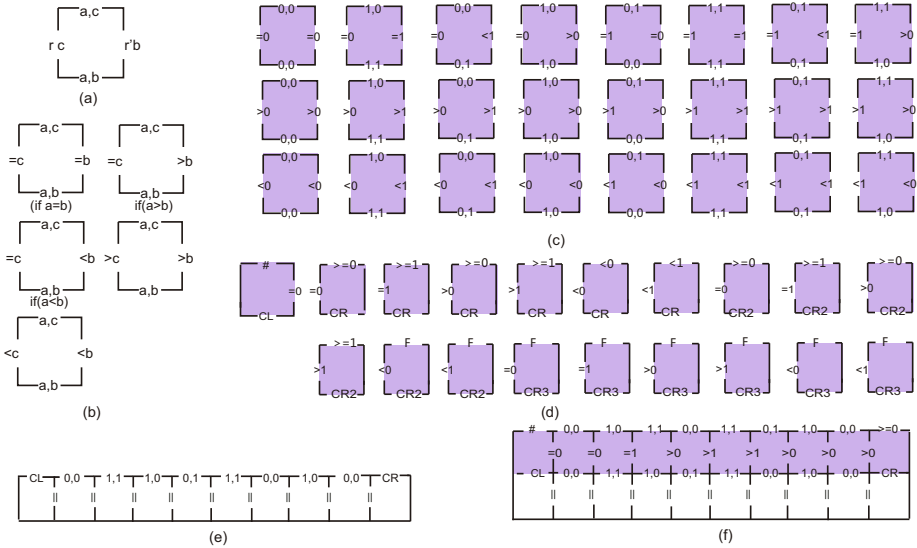 a,c
r c r'b
a,b
(a)
a,c a,c
=c =b =c >b
a,b a,b
(if a=b) if(a>b)
a,c a,c
=c <b >c >b
a,b a,b
if(a<b)
a,c
<c <b
a,b
(b)
0,0 1,0 0,0 1,0 0,1 1,1 0,1 1,1
=0 =0 =0 =1 =0 <1 =0 >0 =1 =0 =1 =1 =1 <1 =1 >0
0,0 1,1 0,1 1,0 0,0 1,1 0,1 1,0
0,0 1,0 0,0 1,0 0,1 1,1 0,1 1,1
>0 >0 >0 >1 >0 >1 >0 >0 >1 >0 >1 >1 >1 >1 >1 >0
0,0 1,1 0,1 1,0 0,0 1,1 0,1 1,0
0,0 1,0 0,0 1,0 0,1 1,1 0,1 1,1
<0 <0 <0 <1 <0 <1 <0 <0 <1 <0 <1 <1 <1 <1 <1 <0
0,0 1,1 0,1 1,0 0,0 1,1 0,1 1,0
(c)
# >=0 >=1 >=0 >=1 <0 <1 >=0 >=1 >=0
=0 =0 =1 >0 >1 <0 <1 =0 =1 >0
CL CR CR CR CR CR CR CR2 CR2 CR2
>=1 F F F F F F F F
>1 <0 <1 =0 =1 >0 >1 <0 <1
CR2 CR2 CR2 CR3 CR3 CR3 CR3 CR3 CR3
(d)
CL 0,0 1,1 1,0 0,1 1,1 0,0 1,0 0,0 CR
= = = = = = = = =
(e)
# 0,0 1,0 1,1 0,0 1,1 0,1 1,0 0,0 >=0
=0 =0 =1 >0 >1 >1 >0 >0 >0
CL 0,0 1,1 1,0 0,1 1,1 0,0 1,0 0,0 CR
= = = = = = = = =
(f)